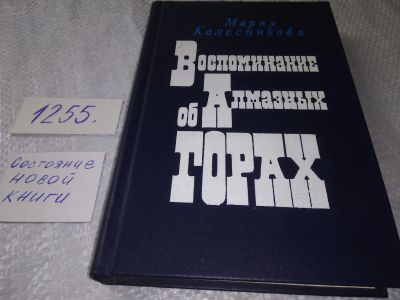 Мария
Колесникова
Воспоминание
об Алмазных
ГОРАХ
1255.
Состояние
новой
книги